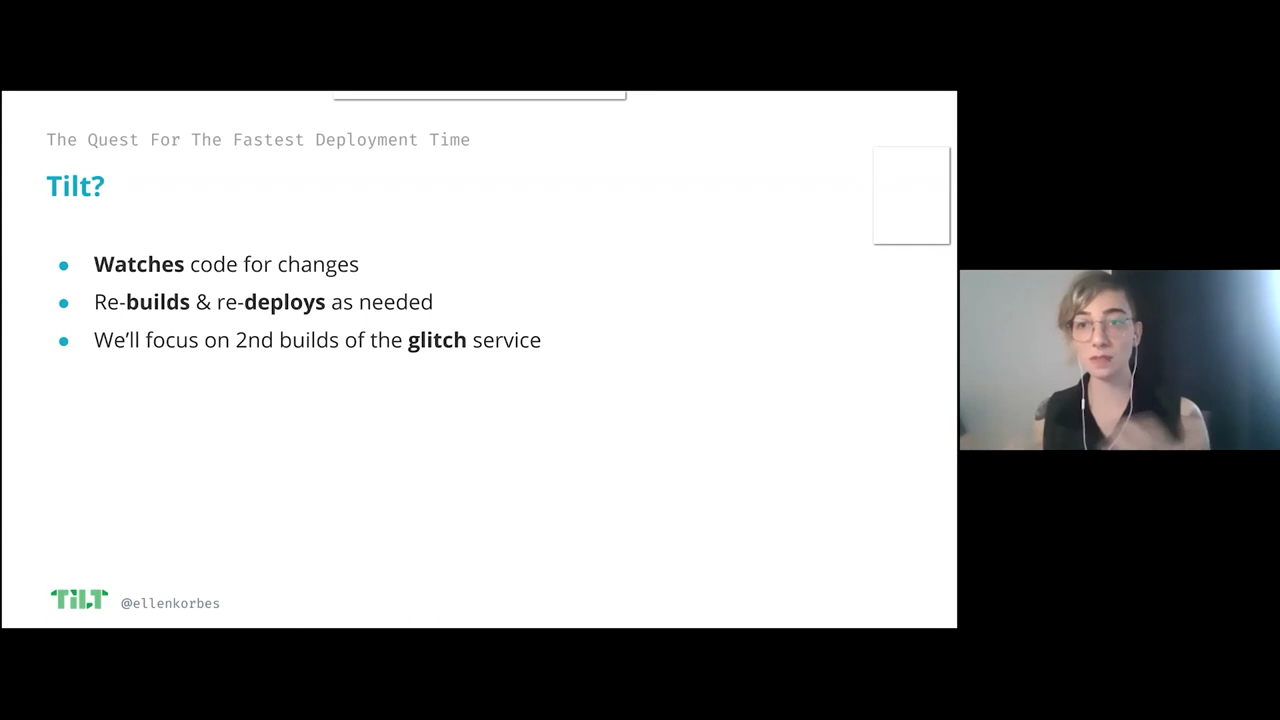 The Quest For The Fastest Deployment Time
Tilt?
● Watches code for changes
● Re-builds & re-deploys as needed
● We’ll focus on 2nd builds of the glitch service
TILT @ellenkorbes